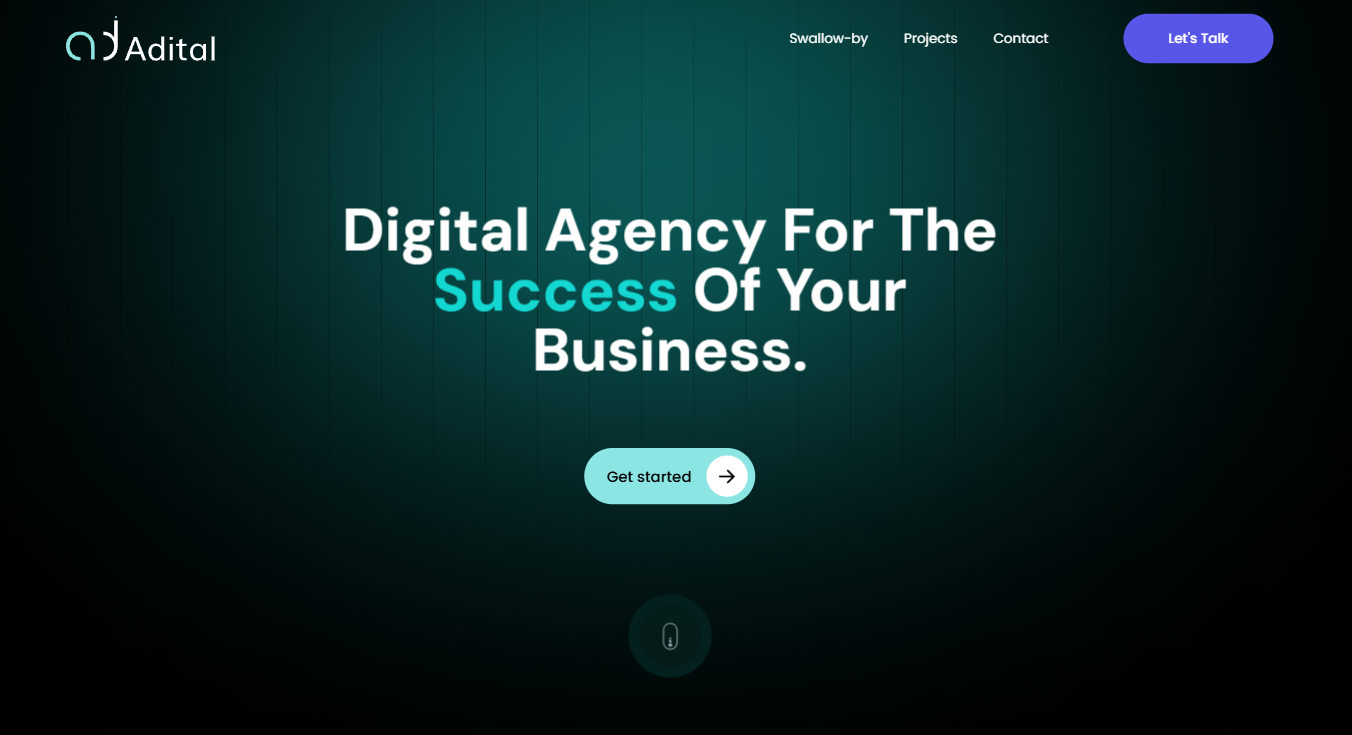 Adital
Swallow-by
Projects
Contact
Let's Talk
Digital Agency For The
Success Of Your
Business.
Get started